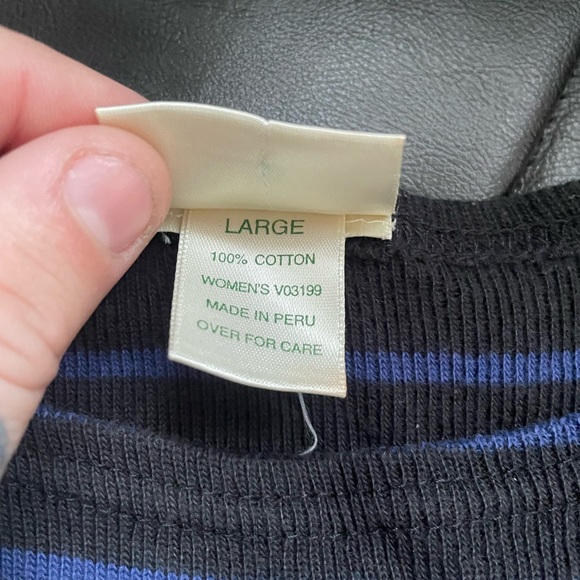 LARGE
100% COTTON
WOMEN'S V03199
MADE IN PERU
OVER FOR CARE